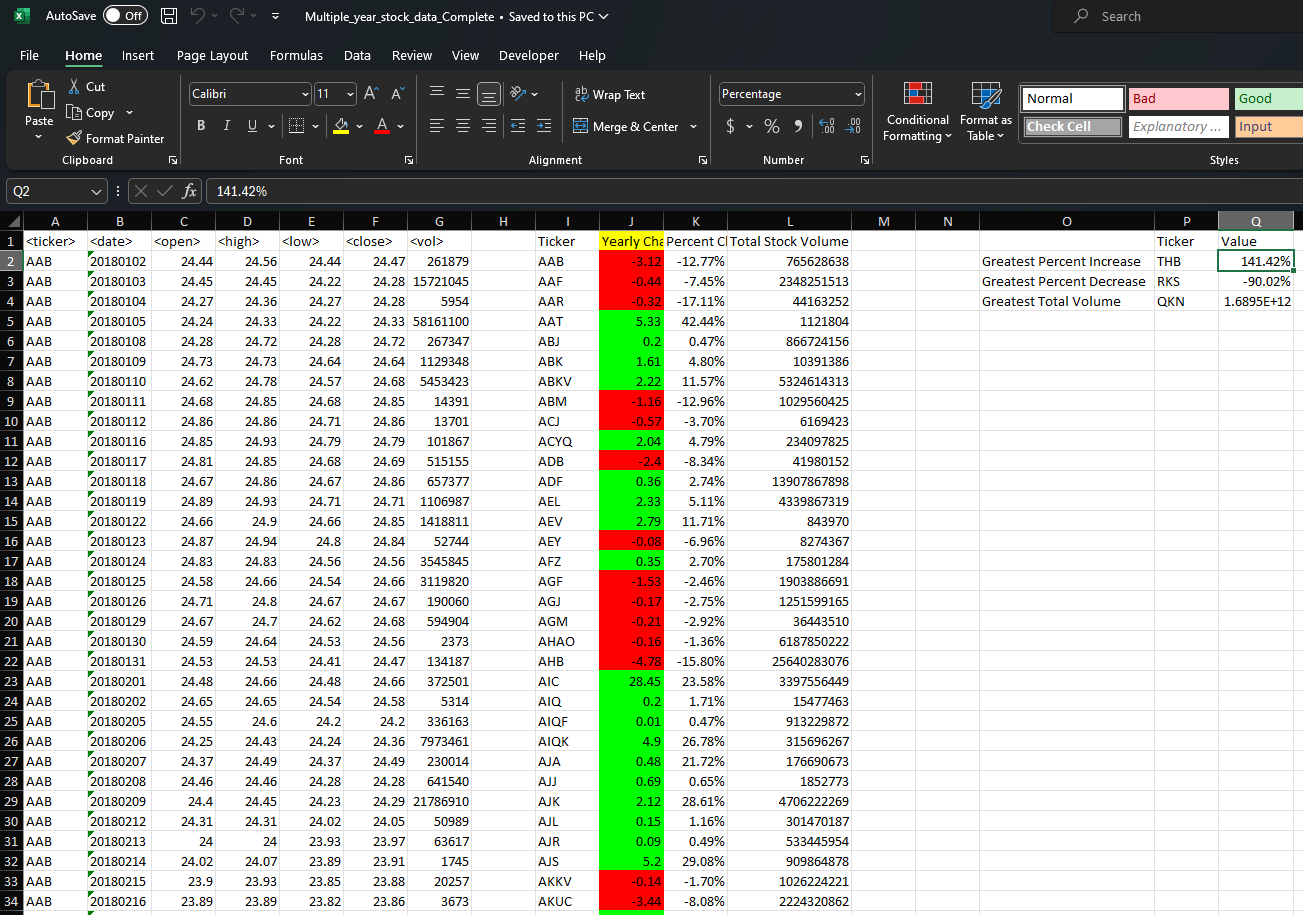 AutoSave Off Multiple_year_stock_data_Complete • Saved to this PC Search
File Home Insert Page Layout Formulas Data Review View Developer Help
Paste Cut Copy Format Painter Calibri 11 B I U A Wrap Text Merge & Center Percentage $ % 9 Conditional Formatting Format as Table Normal Bad Good Check Cell Explanatory ... Input
Clipboard Font Alignment Number Styles
Q2 fx 141.42%
A B C D E F G H I J K L M N O P Q
1 <ticker> <date> <open> <high> <low> <close> <vol> Ticker Yearly Cha Percent C Total Stock Volume Ticker Value
2 AAB 20180102 24.44 24.56 24.44 24.47 261879 AAB -3.12 -12.77% 765628638 Greatest Percent Increase THB 141.42%
3 AAB 20180103 24.45 24.45 24.22 24.28 15721045 AAF -0.44 -7.45% 2348251513 Greatest Percent Decrease RKS -90.02%
4 AAB 20180104 24.27 24.36 24.27 24.28 5954 AAR -0.32 -17.11% 44163252 Greatest Total Volume QKN 1.6895E+12
5 AAB 20180105 24.24 24.33 24.22 24.33 58161100 AAT 5.33 42.44% 1121804
6 AAB 20180108 24.28 24.72 24.28 24.72 267347 ABJ 0.2 0.47% 866724156
7 AAB 20180109 24.73 24.73 24.64 24.64 1129348 ABK 1.61 4.80% 10391386
8 AAB 20180110 24.62 24.78 24.57 24.68 5453423 ABKV 2.22 11.57% 5324614313
9 AAB 20180111 24.68 24.85 24.68 24.85 14391 ABM -1.16 -12.96% 1029560425
10 AAB 20180112 24.86 24.86 24.71 24.86 13701 ACJ -0.57 -3.70% 6169423
11 AAB 20180116 24.85 24.93 24.79 24.79 101867 ACYQ 2.04 4.79% 234097825
12 AAB 20180117 24.81 24.85 24.68 24.69 515155 ADB -2.4 -8.34% 41980152
13 AAB 20180118 24.67 24.86 24.67 24.86 657377 ADF 0.36 2.74% 13907867898
14 AAB 20180119 24.89 24.93 24.71 24.71 1106987 AEL 2.33 5.11% 4339867319
15 AAB 20180122 24.66 24.9 24.66 24.85 1418811 AEV 2.79 11.71% 843970
16 AAB 20180123 24.87 24.94 24.8 24.84 52744 AEY -0.08 -6.96% 8274367
17 AAB 20180124 24.83 24.83 24.56 24.56 3545845 AFZ 0.35 2.70% 175801284
18 AAB 20180125 24.58 24.66 24.54 24.66 3119820 AGF -1.53 -2.46% 1903886691
19 AAB 20180126 24.71 24.8 24.67 24.67 190060 AGJ -0.17 -2.75% 1251599165
20 AAB 20180129 24.67 24.7 24.62 24.68 594904 AGM -0.21 -2.92% 36443510
21 AAB 20180130 24.59 24.64 24.53 24.56 2373 AHAO -0.16 -1.36% 6187850222
22 AAB 20180131 24.53 24.53 24.41 24.47 134187 AHB -4.78 -15.80% 25640283076
23 AAB 20180201 24.48 24.66 24.48 24.66 372501 AIC 28.45 23.58% 3397556449
24 AAB 20180202 24.65 24.65 24.54 24.58 5314 AIQ 0.2 1.71% 15477463
25 AAB 20180205 24.55 24.6 24.2 24.2 336163 AIQF 0.01 0.47% 913229872
26 AAB 20180206 24.25 24.43 24.24 24.36 7973461 AIQK 4.9 26.78% 315696267
27 AAB 20180207 24.37 24.49 24.37 24.49 230014 AJA 0.48 21.72% 176690673
28 AAB 20180208 24.46 24.46 24.28 24.28 641540 AJJ 0.69 0.65% 1852773
29 AAB 20180209 24.4 24.45 24.23 24.29 21786910 AJK 2.12 28.61% 4706222269
30 AAB 20180212 24.31 24.31 24.02 24.05 50989 AJL 0.15 1.16% 301470187
31 AAB 20180213 24 24 23.93 23.97 63617 AJR 0.09 0.49% 533445954
32 AAB 20180214 24.02 24.07 23.89 23.91 1745 AJS 5.2 29.08% 909864878
33 AAB 20180215 23.9 23.93 23.85 23.88 20257 AKKV -0.14 -1.70% 1026224221
34 AAB 20180216 23.89 23.89 23.82 23.86 3673 AKUC -3.44 -8.08% 2224320862